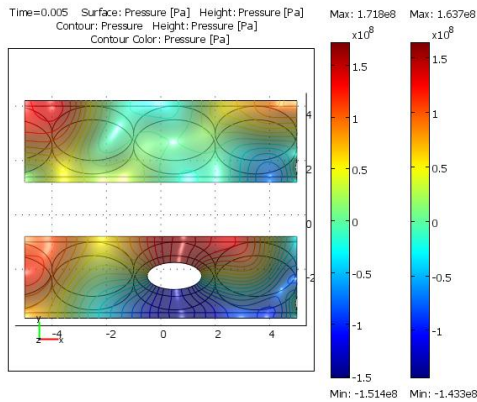 Time=0.005 Surface: Pressure [Pa] Height: Pressure [Pa]
Contour: Pressure Height: Pressure [Pa]
Contour Color: Pressure [Pa]
Max: 1.718e8 Max: 1.637e8
x10^8 x10^8
1.5 1.5
1 1
0.5 0.5
0 0
-0.5 -0.5
-1 -1
-1.5
Min: -1.514e8 Min: -1.433e8
4
2
0
-2
-4 -2 0 2 4
y
z x